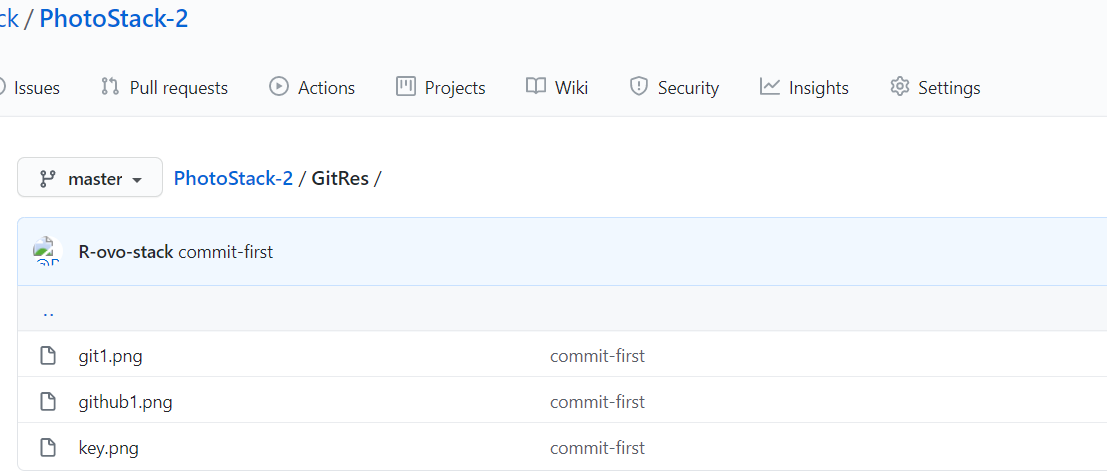 ck / PhotoStack-2
Issues Pull requests Actions Projects Wiki Security Insights Settings
master PhotoStack-2 / GitRes /
R-ovo-stack commit-first
..
git1.png commit-first
github1.png commit-first
key.png commit-first